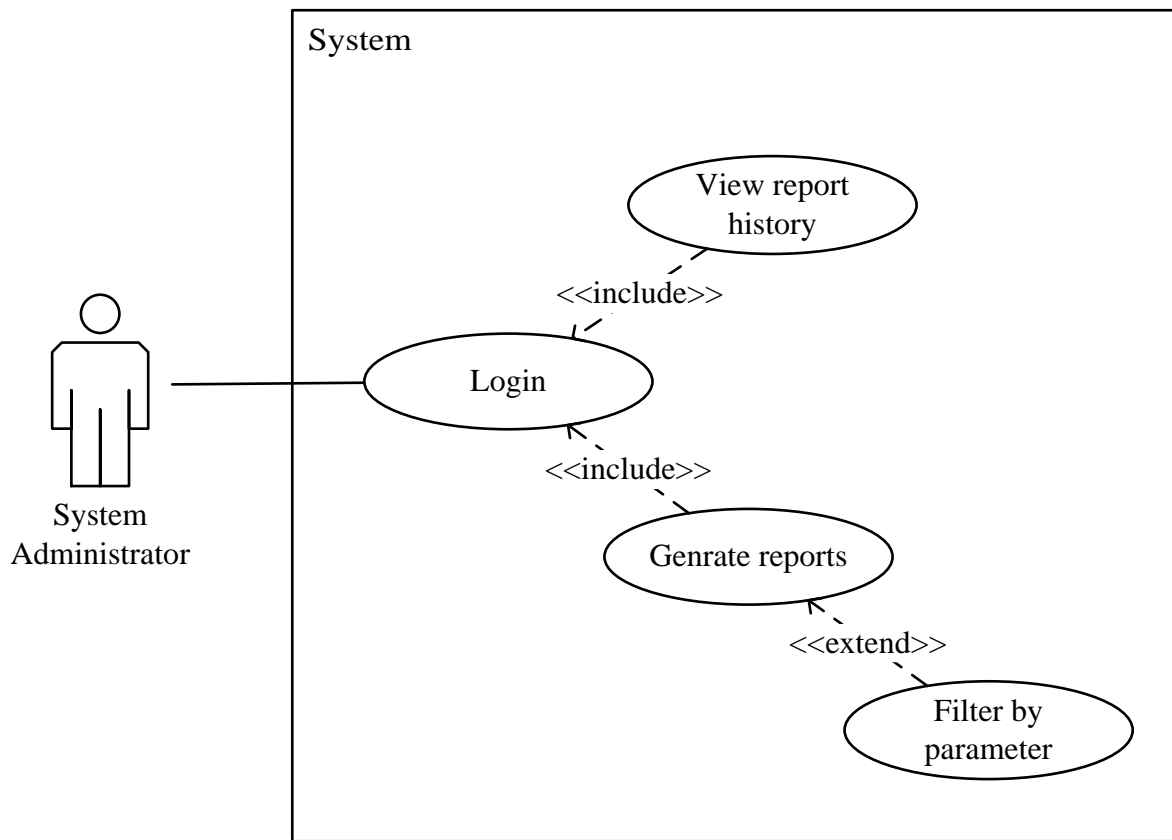 System
View report
history
<<include>>
Login
<<include>>
System
Administrator
Genrate reports
<<extend>>
Filter by
parameter